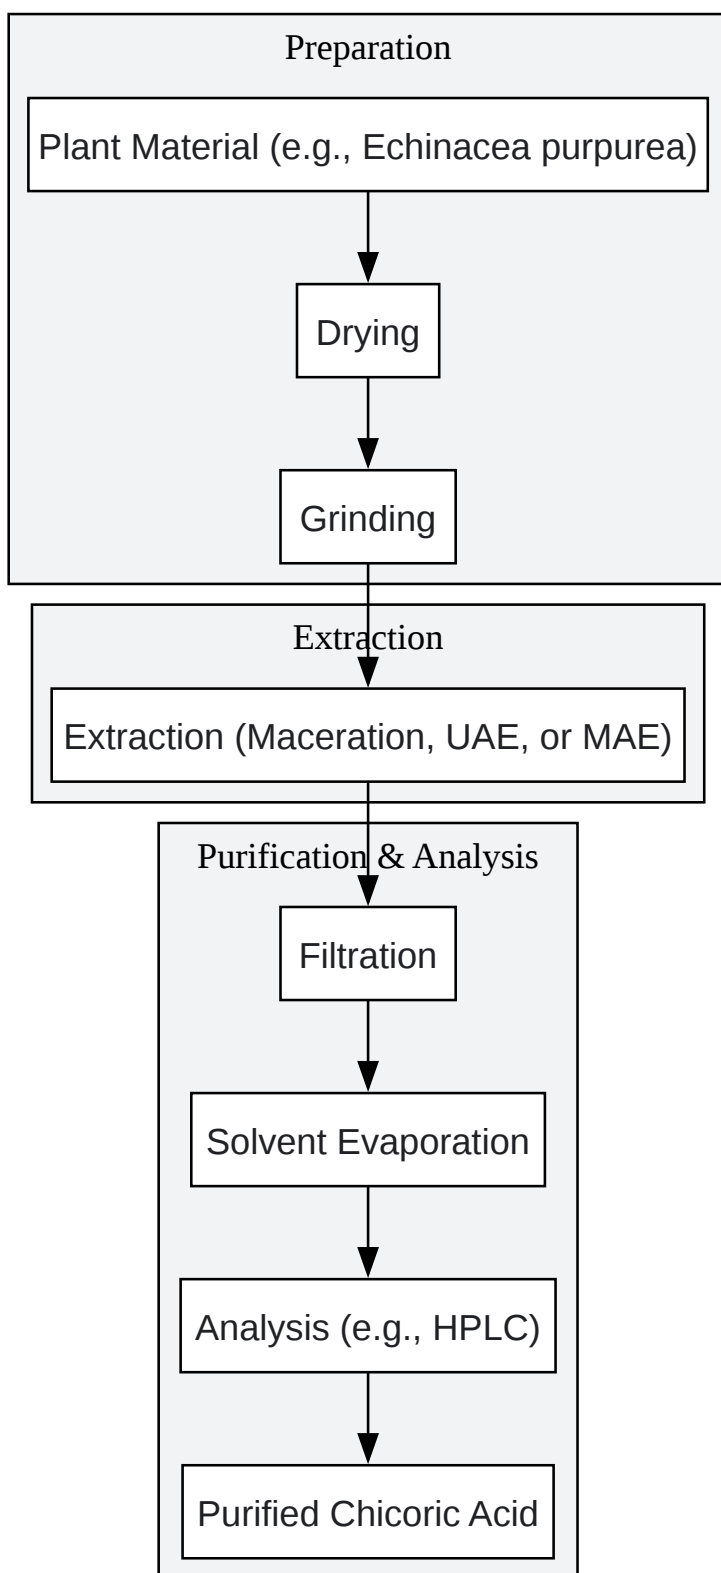 Preparation
Plant Material (e.g., Echinacea purpurea)
Drying
Grinding
Extraction
Extraction (Maceration, UAE, or MAE)
Purification & Analysis
Filtration
Solvent Evaporation
Analysis (e.g., HPLC)
Purified Chicoric Acid